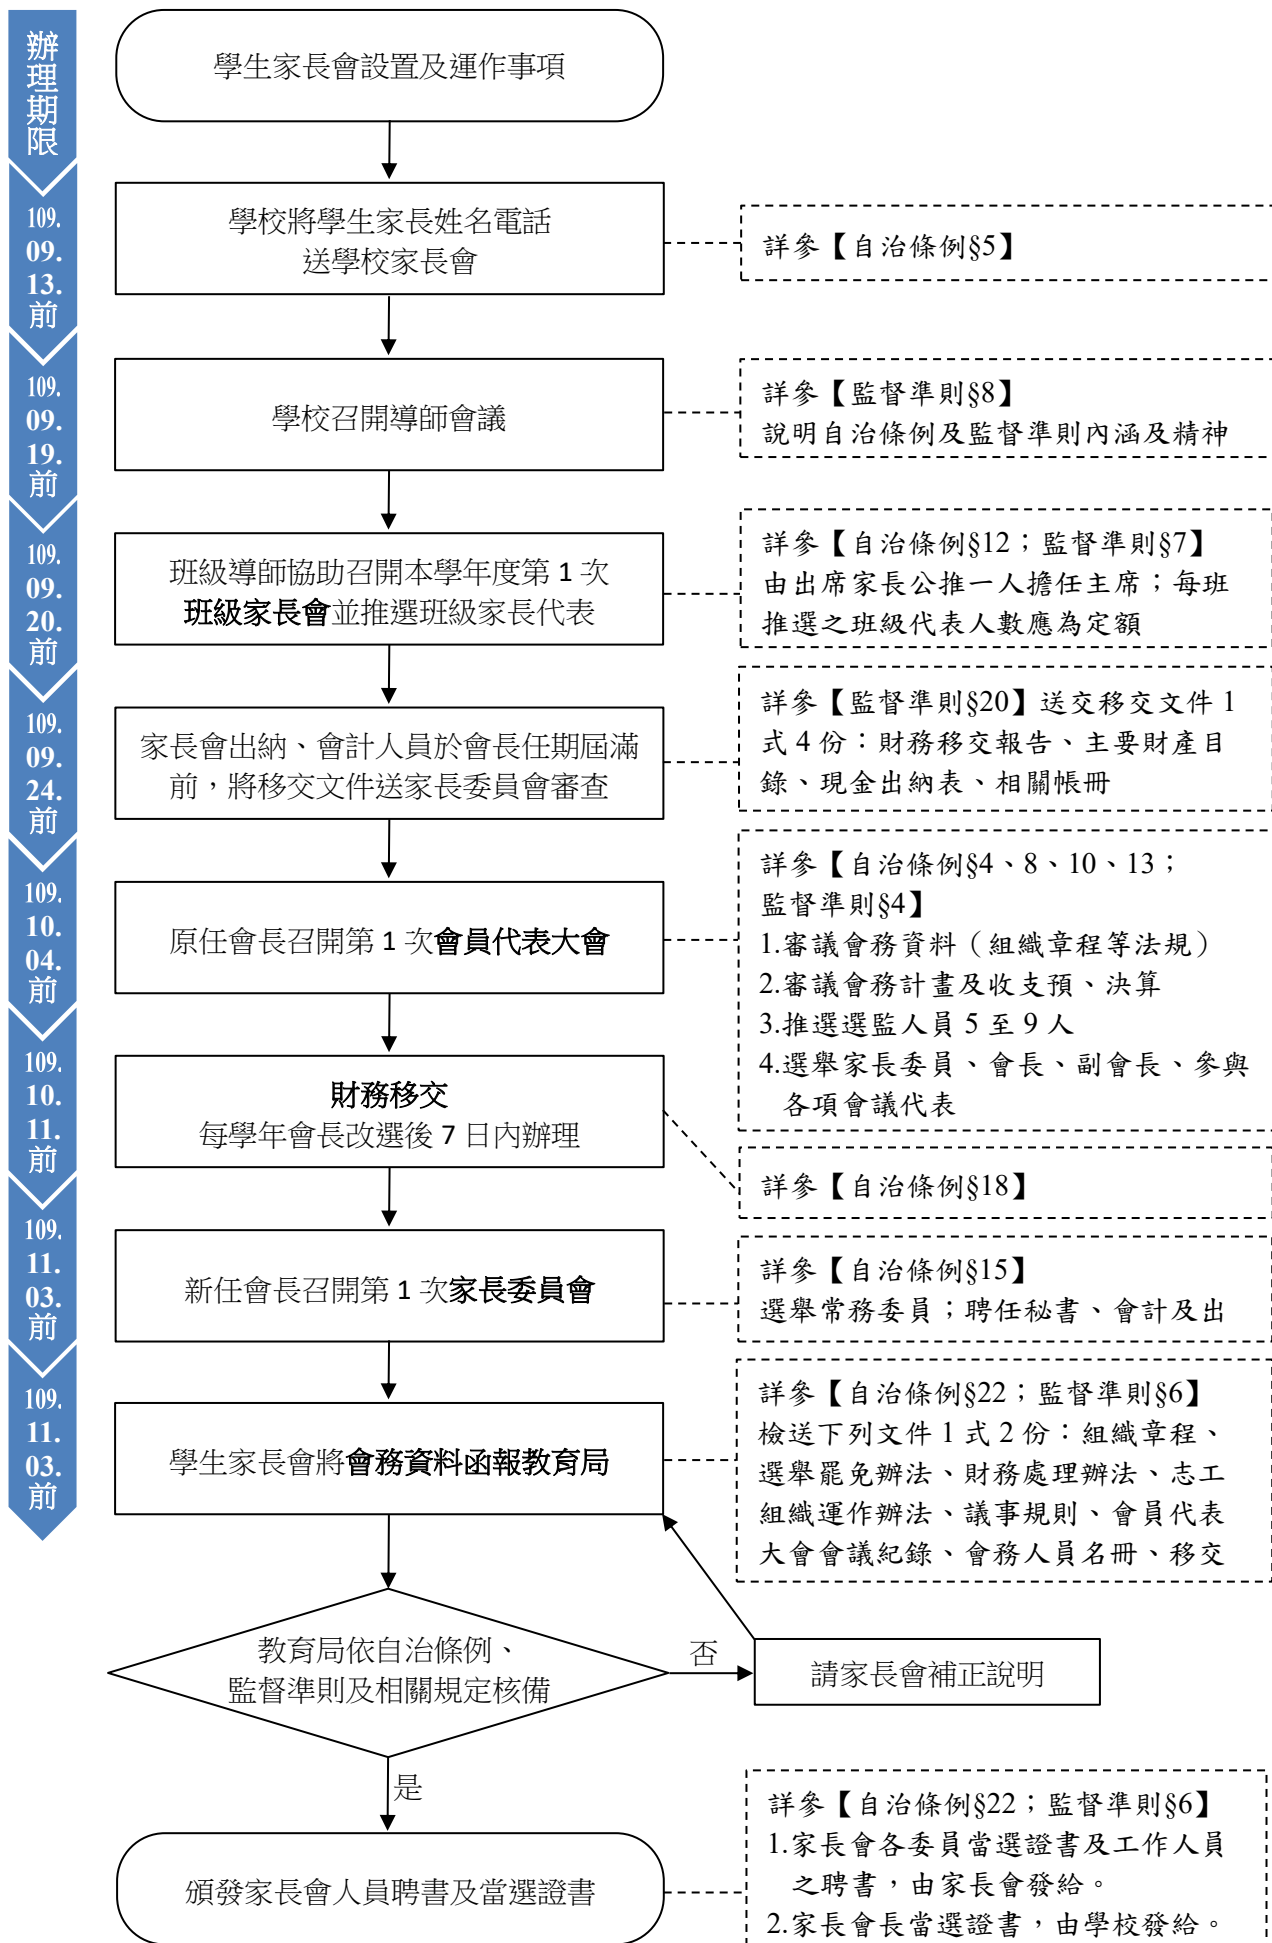 辦理期限
學生家長會設置及運作事項
109.
09.
13.
前
學校將學生家長姓名電話
送學校家長會
詳參【自治條例§5】
109.
09.
19.
前
學校召開導師會議
詳參【監督準則§8】
說明自治條例及監督準則內涵及精神
109.
09.
20.
前
班級導師協助召開本學年度第 1 次
班級家長會並推選班級家長代表
詳參【自治條例§12；監督準則§7】
由出席家長公推一人擔任主席；每班
推選之班級代表人數應為定額
109.
09.
24.
前
家長會出納、會計人員於會長任期屆滿
前，將移交文件送家長委員會審查
詳參【監督準則§20】送交移交文件 1
式 4 份：財務移交報告、主要財產目
錄、現金出納表、相關帳冊
109.
10.
04.
前
原任會長召開第 1 次會員代表大會
詳參【自治條例§4、8、10、13；
監督準則§4】
1.審議會務資料（組織章程等法規）
2.審議會務計畫及收支預、決算
3.推選選監人員 5 至 9 人
4.選舉家長委員、會長、副會長、參與
各項會議代表
109.
10.
11.
前
財務移交
每學年會長改選後 7 日內辦理
詳參【自治條例§18】
109.
11.
03.
前
新任會長召開第 1 次家長委員會
詳參【自治條例§15】
選舉常務委員；聘任秘書、會計及出
109.
11.
03.
前
學生家長會將會務資料函報教育局
詳參【自治條例§22；監督準則§6】
檢送下列文件 1 式 2 份：組織章程、
選舉罷免辦法、財務處理辦法、志工
組織運作辦法、議事規則、會員代表
大會會議紀錄、會務人員名冊、移交
教育局依自治條例、
監督準則及相關規定核備
否
請家長會補正說明
是
頒發家長會人員聘書及當選證書
詳參【自治條例§22；監督準則§6】
1.家長會各委員當選證書及工作人員
之聘書，由家長會發給。
2.家長會長當選證書，由學校發給。